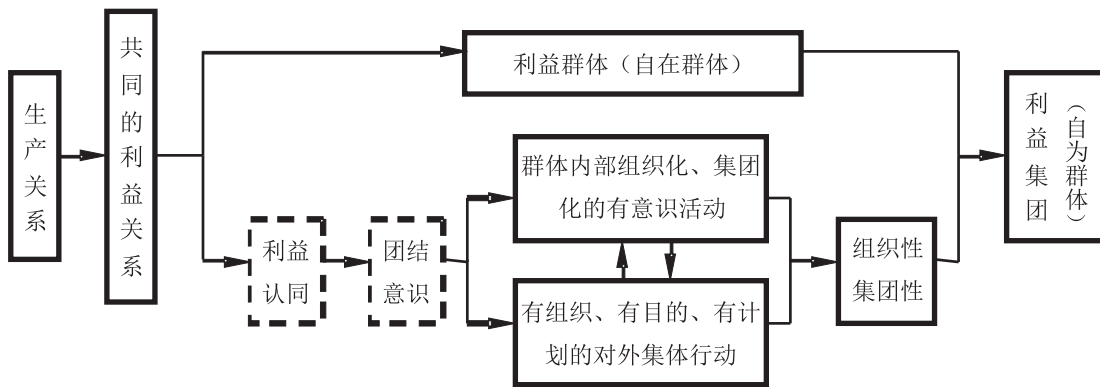 生产关系
共同的利益关系
利益群体（自在群体）
利益
认同
团结
意识
群体内部组织化、集团
化的有意识活动
有组织、有目的、有计
划的对外集体行动
组织性
集团性
利益集团
（自为群体）